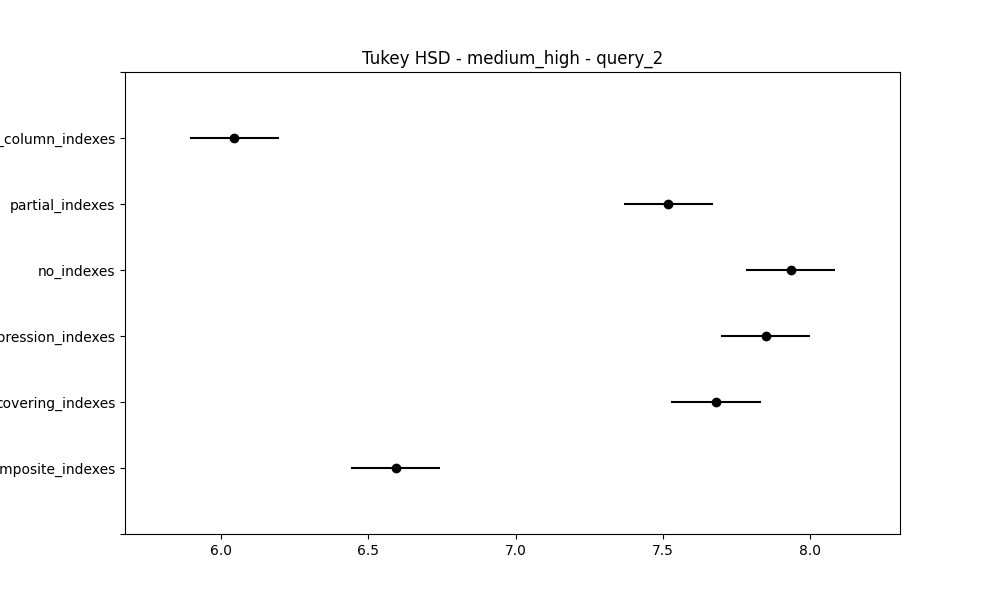 Tukey HSD - medium_high - query_2
_column_indexes
partial_indexes
no_indexes
pression_indexes
covering_indexes
mposite_indexes
6.0 6.5 7.0 7.5 8.0